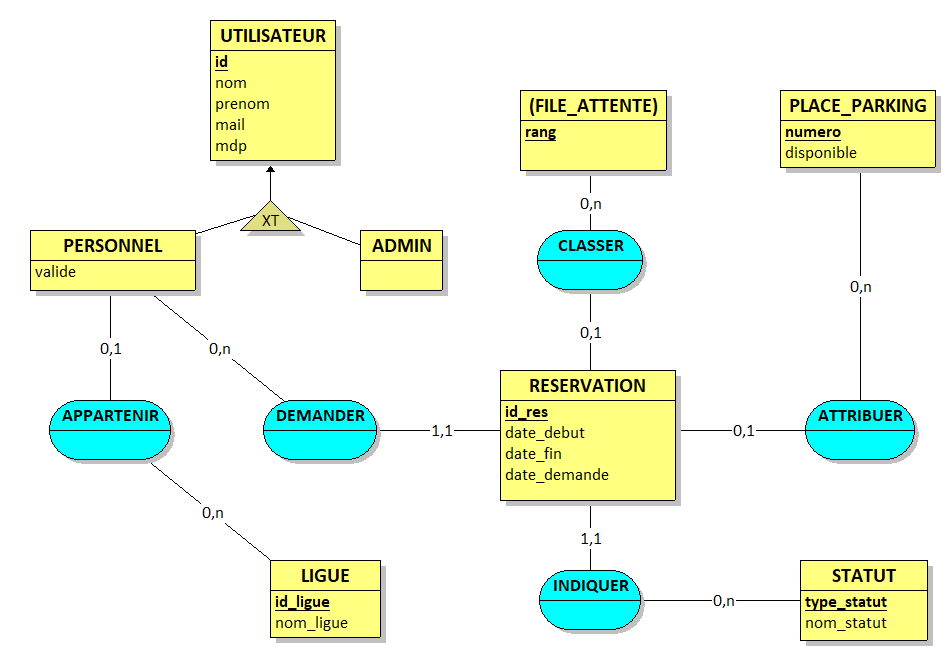 UTILISATEUR
id
nom
prenom
mail
mdp
(FILE_ATTENTE)
rang
PLACE_PARKING
numero
disponible
XT
PERSONNEL
valide
ADMIN
0,n
CLASSER
0,n
0,1
0,1
0,n
RESERVATION
id_res
date_debut
date_fin
date_demande
APPARTENIR
DEMANDER
1,1
0,1
ATTRIBUER
0,n
1,1
LIGUE
id_ligue
nom_ligue
INDIQUER
0,n
STATUT
type_statut
nom_statut